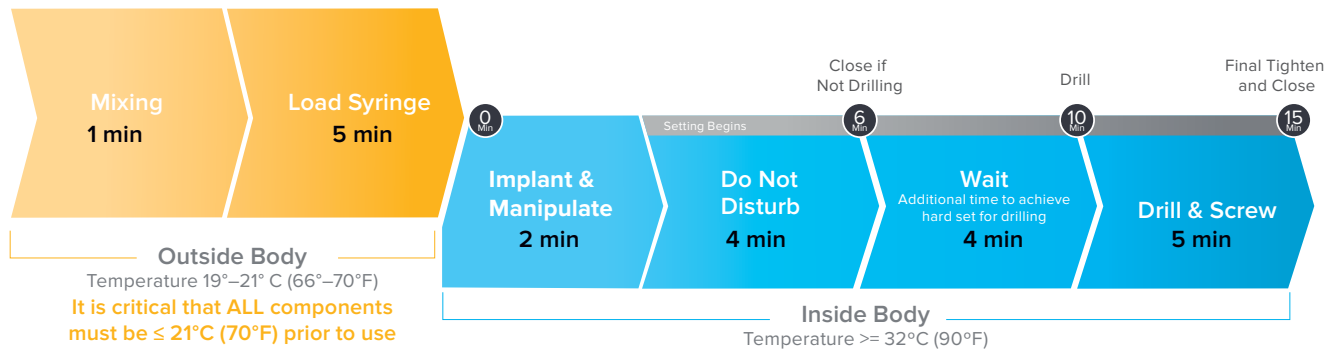 Mixing
1 min
Load Syringe
5 min
Outside Body
Temperature 19°–21° C (66°–70°F)
It is critical that ALL components
must be ≤ 21°C (70°F) prior to use
0
Min
Setting Begins
Close if
Not Drilling
6
Min
Drill
10
Min
Final Tighten
and Close
15
Min
Implant &
Manipulate
2 min
Do Not
Disturb
4 min
Wait
Additional time to achieve
hard set for drilling
4 min
Drill & Screw
5 min
Inside Body
Temperature >= 32ºC (90ºF)